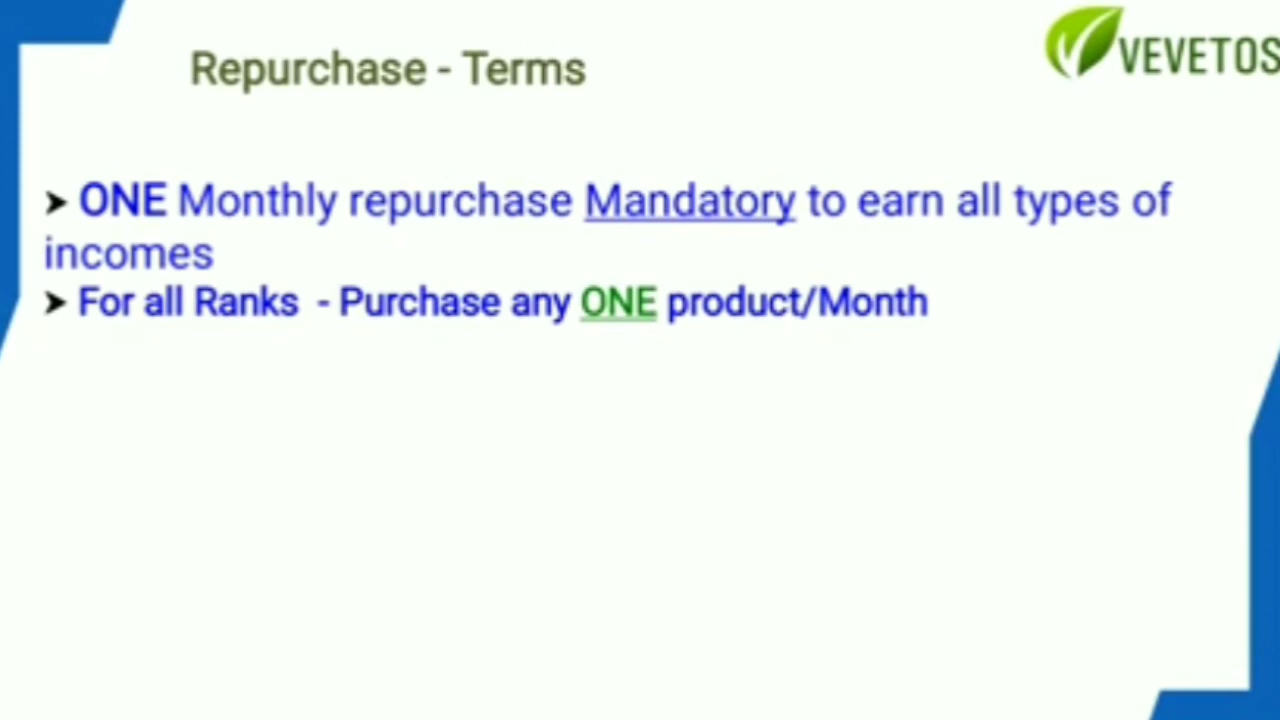 VEVETOS
Repurchase - Terms
➤ ONE Monthly repurchase Mandatory to earn all types of
incomes
➤ For all Ranks - Purchase any ONE product/Month